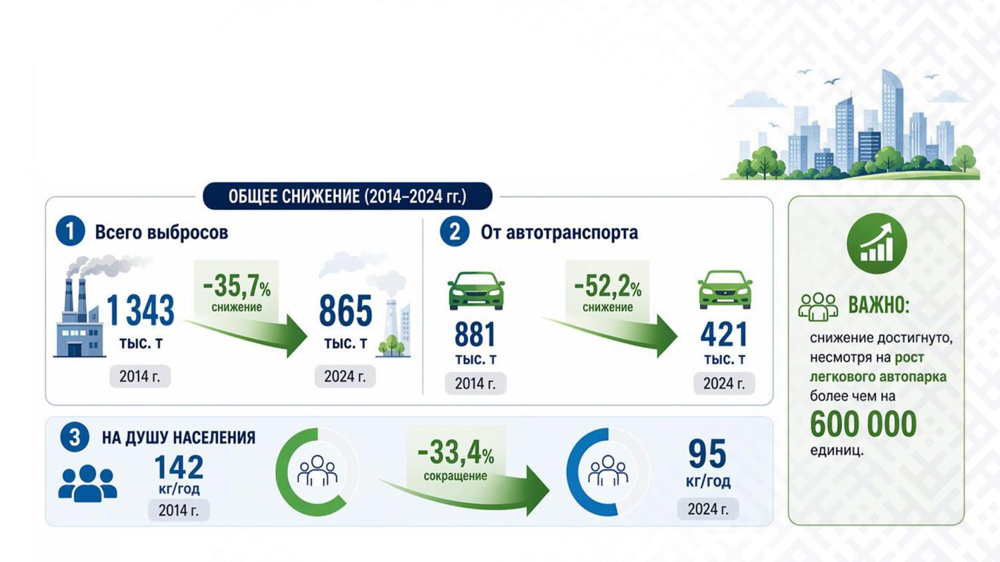 ОБЩЕЕ СНИЖЕНИЕ (2014–2024 гг.)
1 Всего выбросов
1 343
тыс. т
2014 г.
-35,7%
снижение
865
тыс. т
2024 г.
2 От автотранспорта
881
тыс. т
2014 г.
-52,2%
снижение
421
тыс. т
2024 г.
3 НА ДУШУ НАСЕЛЕНИЯ
142
кг/год
2014 г.
-33,4%
сокращение
95
кг/год
2024 г.
ВАЖНО:
снижение достигнуто,
несмотря на рост
легкового автопарка
более чем на
600 000
единиц.